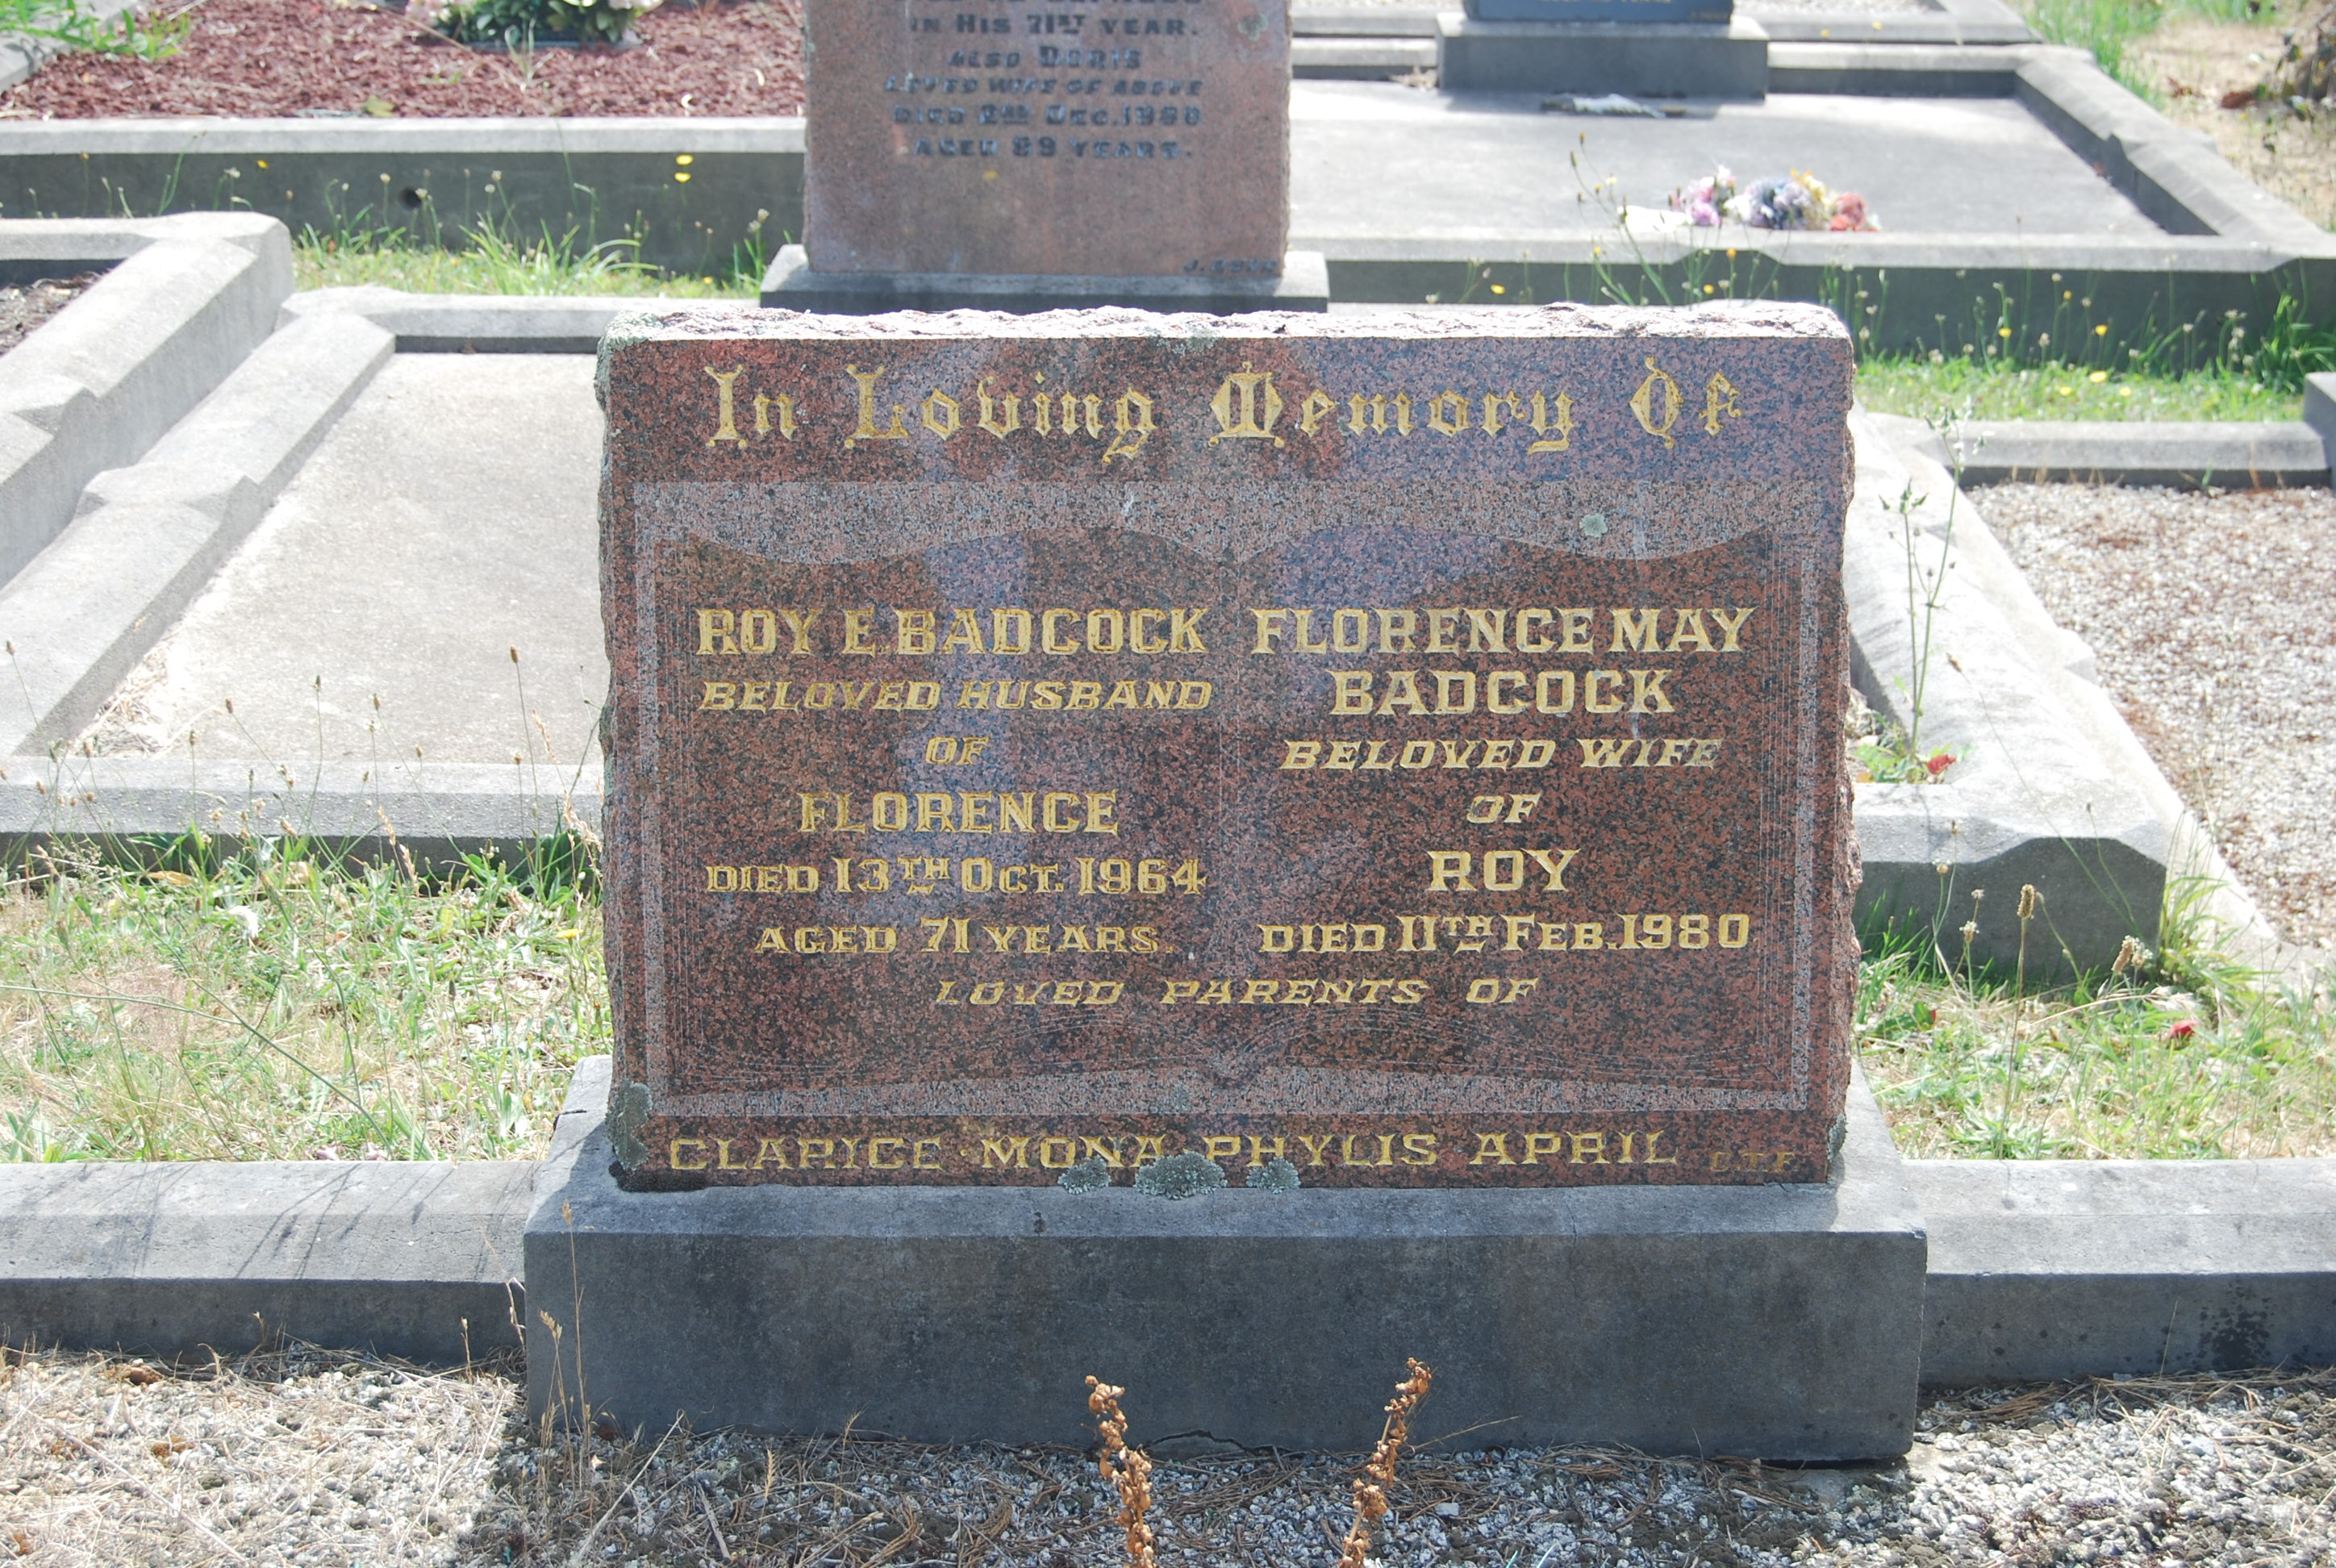 IN HIS 71ST YEAR.
ALSO DORIS
LOVED WIFE OF ABOVE
DIED DEC. 1988
AGED 89 YEARS.
In Loving Memory Of
ROY E. BADCOCK
BELOVED HUSBAND
OF
FLORENCE
DIED 13TH OCT. 1964
AGED 71 YEARS.
FLORENCE MAY
BADCOCK
BELOVED WIFE
OF
ROY
DIED 11TH FEB. 1980
LOVED PARENTS OF
CLARICE · MONA PHYLIS APRIL